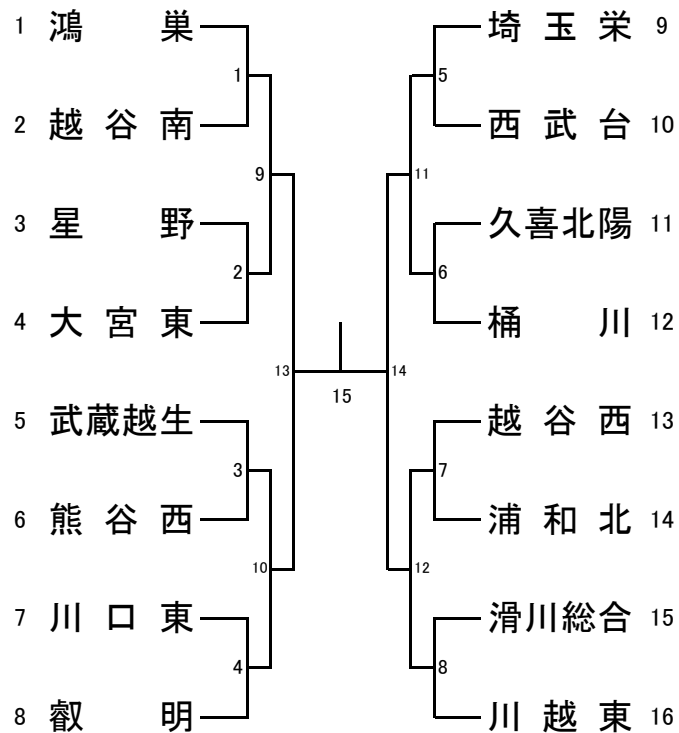 1 鴻巣
1
2 越谷南
9
3 星野
2
4 大宮東
13
5 武蔵越生
3
6 熊谷西
10
7 川口東
4
8 叡明
15
埼玉栄 9
5
西武台 10
11
久喜北陽 11
6
桶川 12
14
越谷西 13
7
浦和北 14
12
滑川総合 15
8
川越東 16